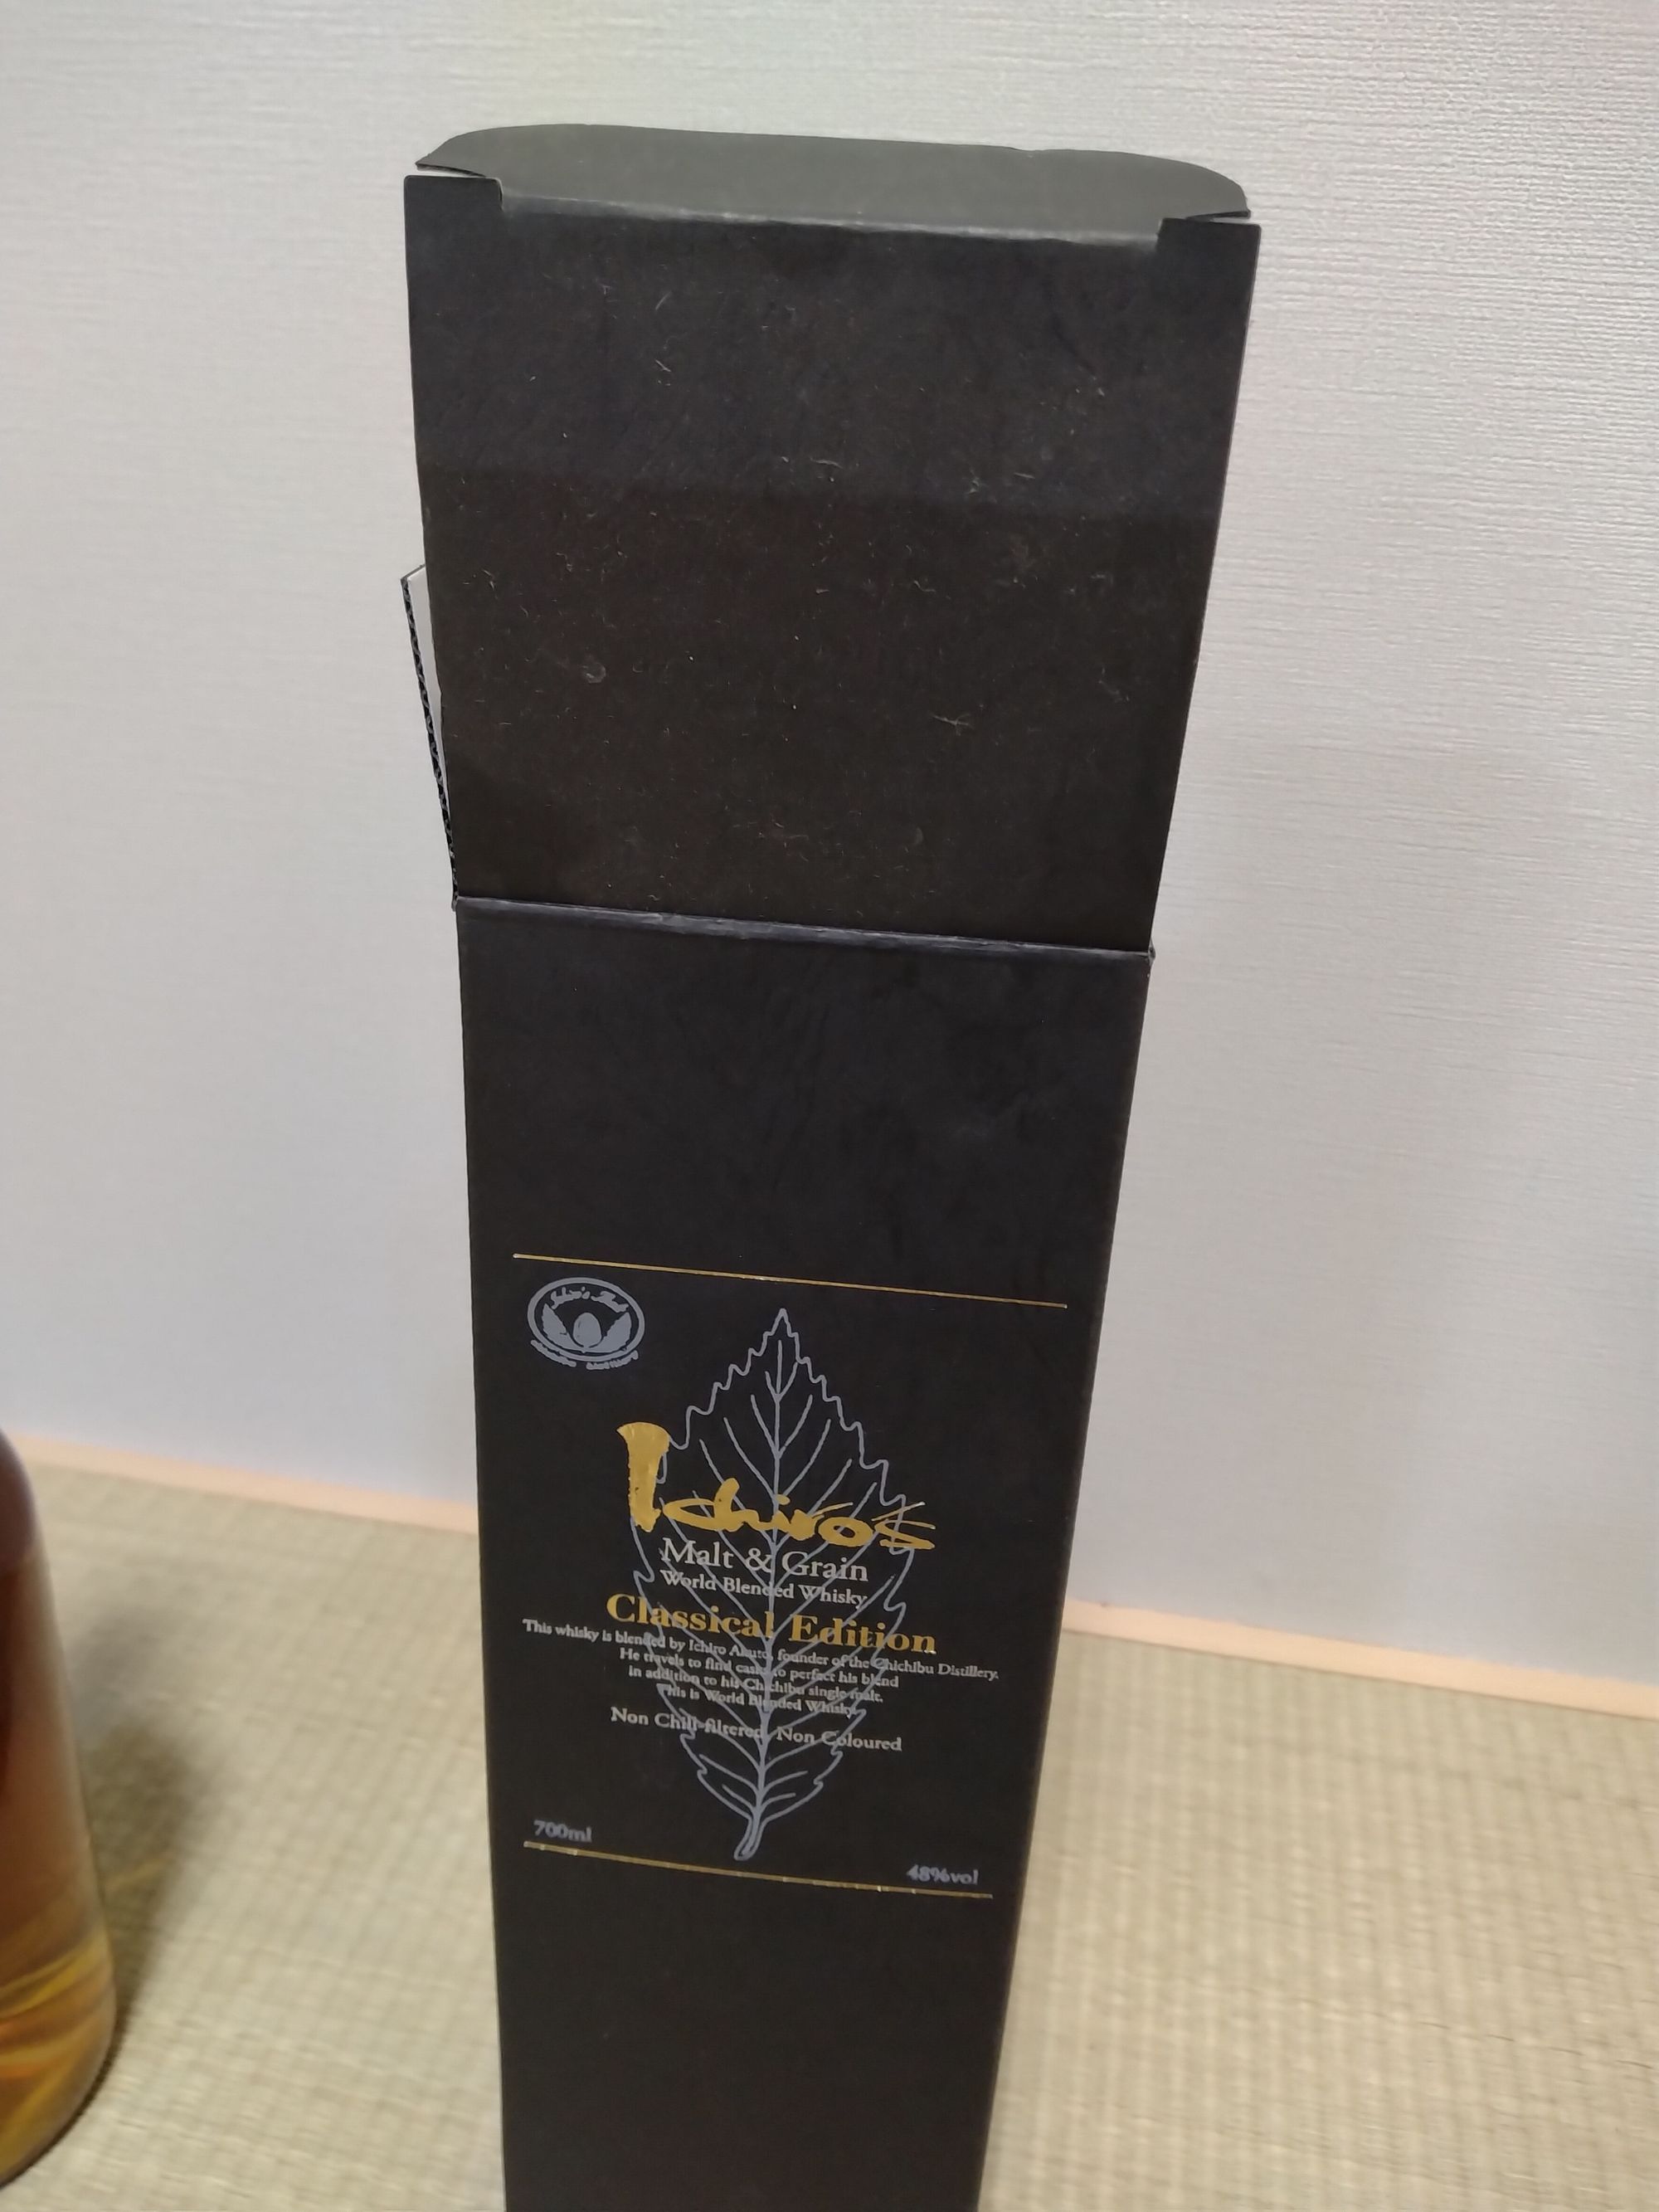 Ichiro's Malt
Ichiro's
Malt & Grain
World Blended Whisky
Classical Edition
This whisky is blended by Ichiro Akuto, founder of the Chichibu Distillery.
He travels to find casks to perfect his blend
in addition to his Chichibu single malt.
This is World Blended Whisky.
Non Chill-filtered, Non Coloured
700ml
48%vol